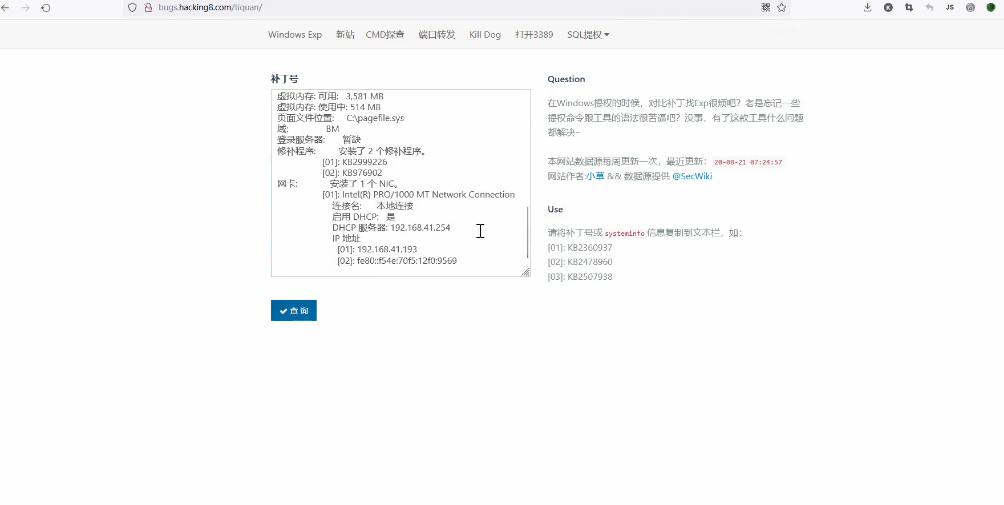 bugs.hacking8.com/tiquan/
JS
Windows Exp 新站 CMD探查 端口转发 Kill Dog 打开3389 SQL提权
补丁号
虚拟内存: 可用: 3,581 MB
虚拟内存: 使用中: 514 MB
页面文件位置: C:\pagefile.sys
域: BM
登录服务器: 暂缺
修补程序: 安装了 2 个修补程序。
[01]: KB2999226
[02]: KB976902
网卡: 安装了 1 个 NIC。
[01]: Intel(R) PRO/1000 MT Network Connection
连接名: 本地连接
启用 DHCP: 是
DHCP 服务器: 192.168.41.254
IP 地址
[01]: 192.168.41.193
[02]: fe80::f54e:70f5:12f0:9569
查 询
Question
在Windows提权的时候，对比补丁找Exp很烦吧？老是忘记一些
提权命令跟工具的语法很苦逼吧？没事，有了这款工具什么问题
都解决~
本网站数据源每周更新一次，最近更新： 20-08-21 07:24:57
网站作者:小草 && 数据源提供 @SecWiki
Use
请将补丁号或 systeminfo 信息复制到文本栏，如：
[01]: KB2360937
[02]: KB2478960
[03]: KB2507938